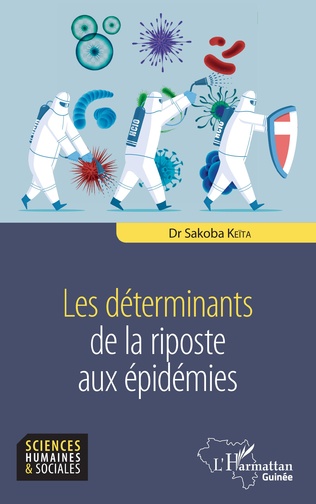 Dr Sakoba KEÏTA
Les déterminants
de la riposte
aux épidémies
SCIENCES
HUMAINES
& SOCIALES
L'Harmattan
Guinée